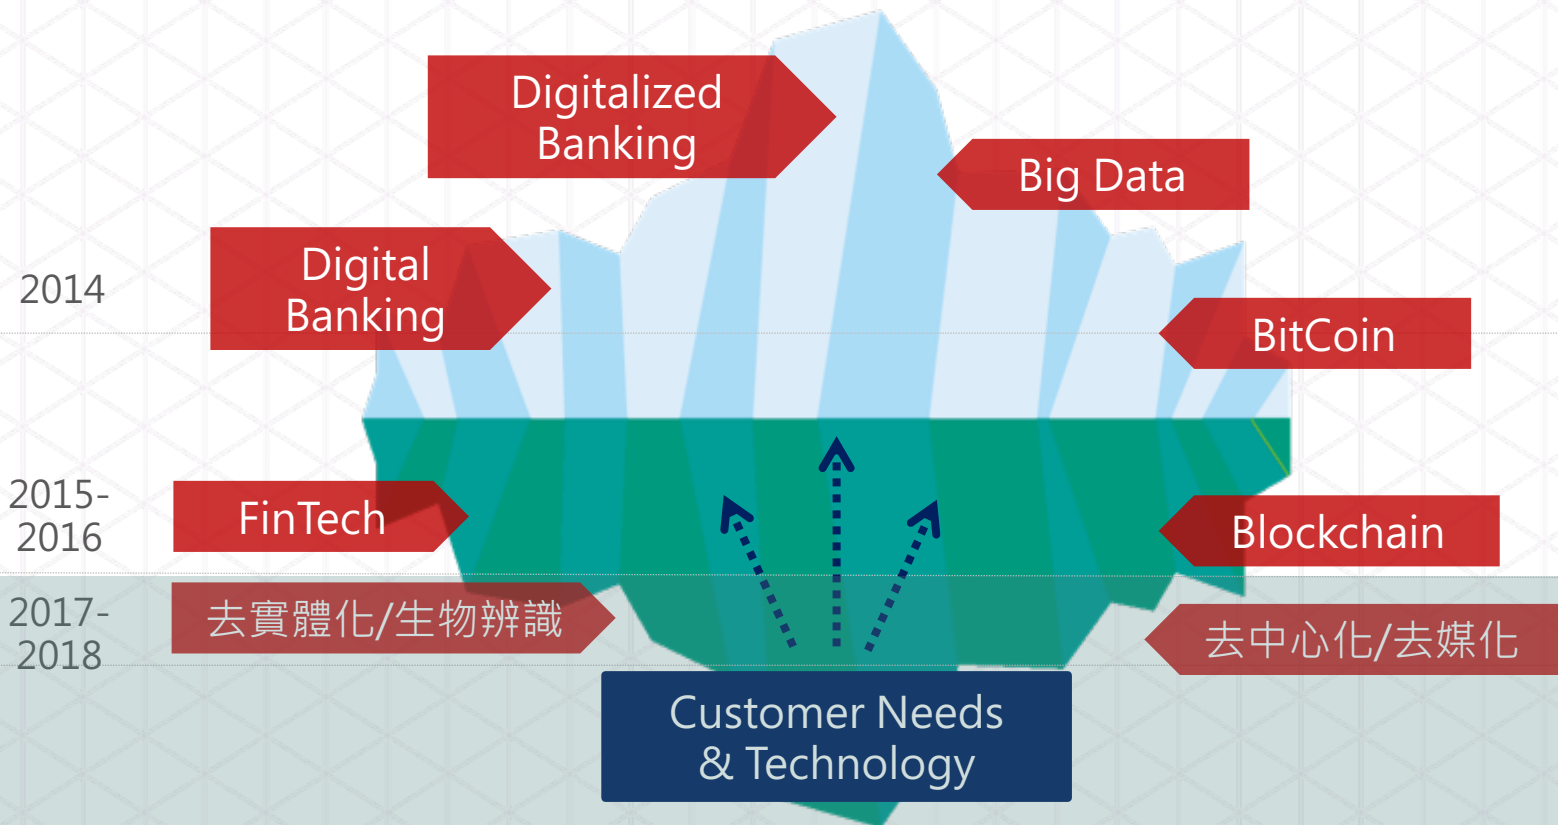 Digitalized
Banking
Big Data
2014
Digital
Banking
BitCoin
2015-
2016
FinTech
Blockchain
2017-
2018
去實體化/生物辨識
去中心化/去媒化
Customer Needs
& Technology